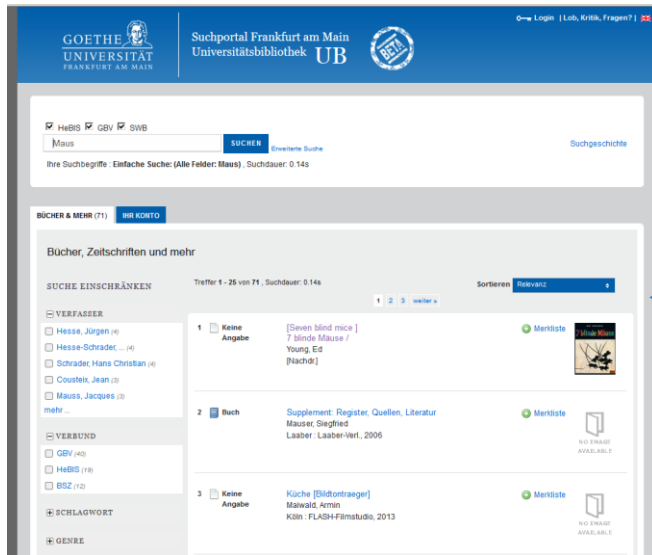 Login | Lob, Kritik, Fragen? |
GOETHE
UNIVERSITÄT
FRANKFURT AM MAIN
Suchportal Frankfurt am Main
Universitätsbibliothek UB
BETA!
HeBIS GBV SWB
Maus
SUCHEN
Erweiterte Suche
Suchgeschichte
Ihre Suchbegriffe : Einfache Suche: (Alle Felder: Maus) , Suchdauer: 0.14s
BÜCHER & MEHR (71)
IHR KONTO
Bücher, Zeitschriften und mehr
SUCHE EINSCHRÄNKEN
Treffer 1 - 25 von 71 , Suchdauer: 0.14s
Sortieren Relevanz
1 2 3 weiter »
VERFASSER
Hesse, Jürgen (4)
Hesse-Schrader, ... (4)
Schrader, Hans Christian (4)
Cousteix, Jean (3)
Mauss, Jacques (3)
mehr ...
VERBUND
GBV (40)
HeBIS (19)
BSZ (12)
SCHLAGWORT
GENRE
1 Keine Angabe
[Seven blind mice ]
7 blinde Mäuse /
Young, Ed
[Nachdr.]
Merkliste
7 blinde Mäuse
2 Buch
Supplement: Register, Quellen, Literatur
Mauser, Siegfried
Laaber : Laaber-Verl., 2006
Merkliste
NO IMAGE
AVAILABLE
3 Keine Angabe
Küche [Bildtontraeger]
Maiwald, Armin
Köln : FLASH-Filmstudio, 2013
Merkliste
NO IMAGE
AVAILABLE